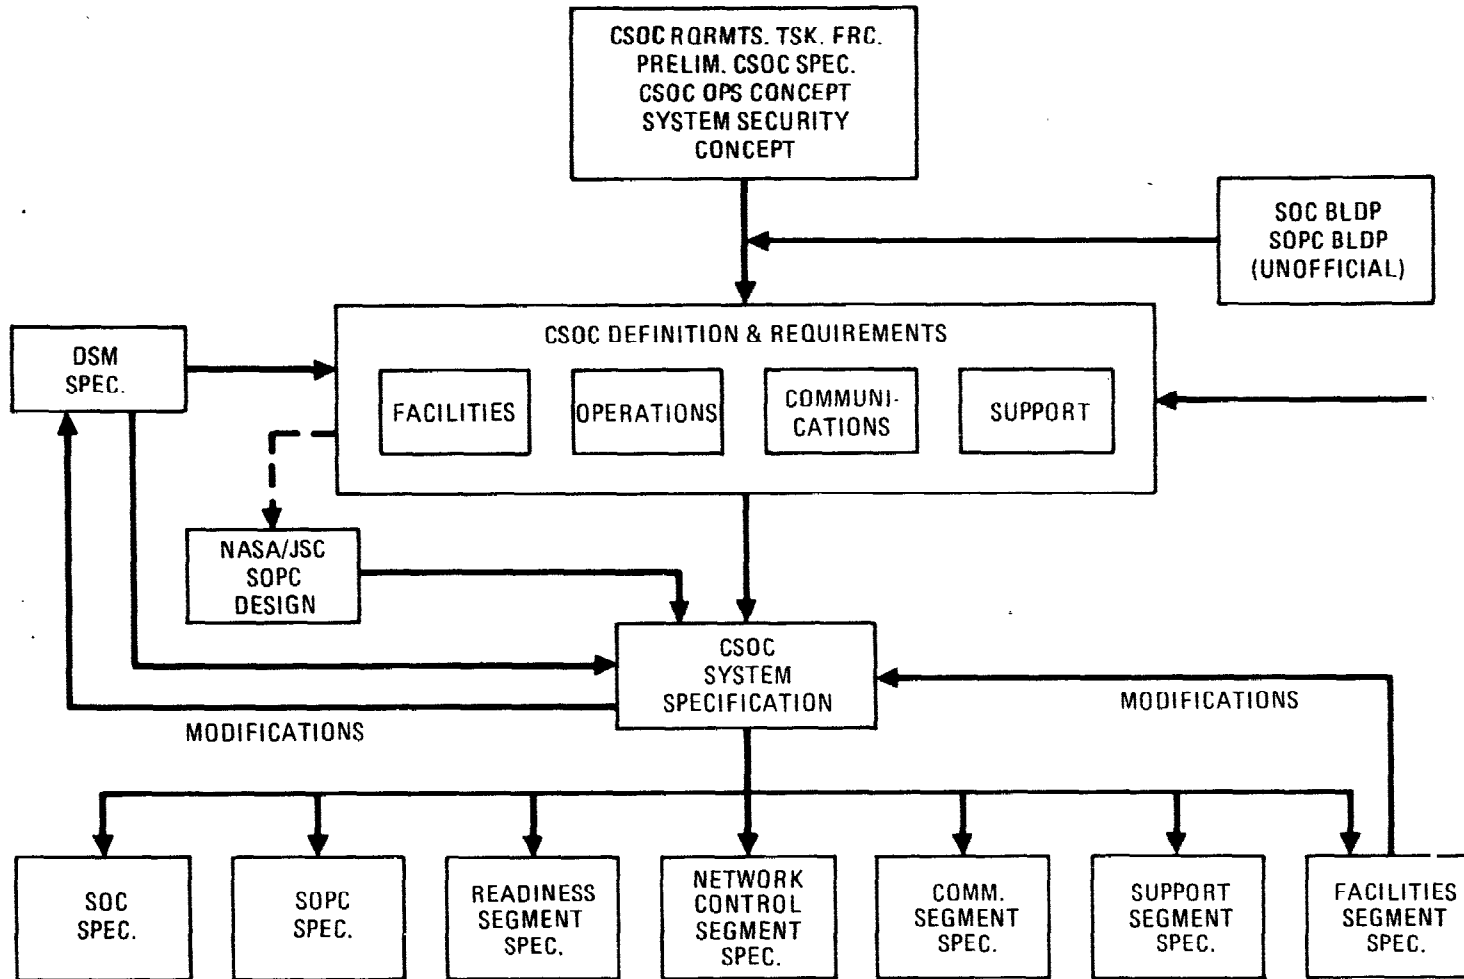 CSOC RQRMTS. TSK. FRC.
PRELIM. CSOC SPEC.
CSOC OPS CONCEPT
SYSTEM SECURITY
CONCEPT
SOC BLDP
SOPC BLDP
(UNOFFICIAL)
CSOC DEFINITION & REQUIREMENTS
DSM
SPEC.
FACILITIES
OPERATIONS
COMMUNI-
CATIONS
SUPPORT
NASA/JSC
SOPC
DESIGN
CSOC
SYSTEM
SPECIFICATION
MODIFICATIONS
MODIFICATIONS
SOC
SPEC.
SOPC
SPEC.
READINESS
SEGMENT
SPEC.
NETWORK
CONTROL
SEGMENT
SPEC.
COMM.
SEGMENT
SPEC.
SUPPORT
SEGMENT
SPEC.
FACILITIES
SEGMENT
SPEC.